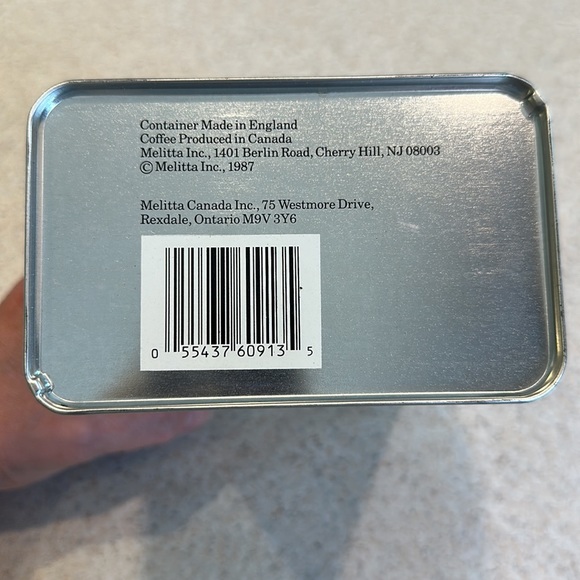 Container Made in England
Coffee Produced in Canada
Melitta Inc., 1401 Berlin Road, Cherry Hill, NJ 08003
© Melitta Inc., 1987
Melitta Canada Inc., 75 Westmore Drive,
Rexdale, Ontario M9V 3Y6
0 55437 60913 5